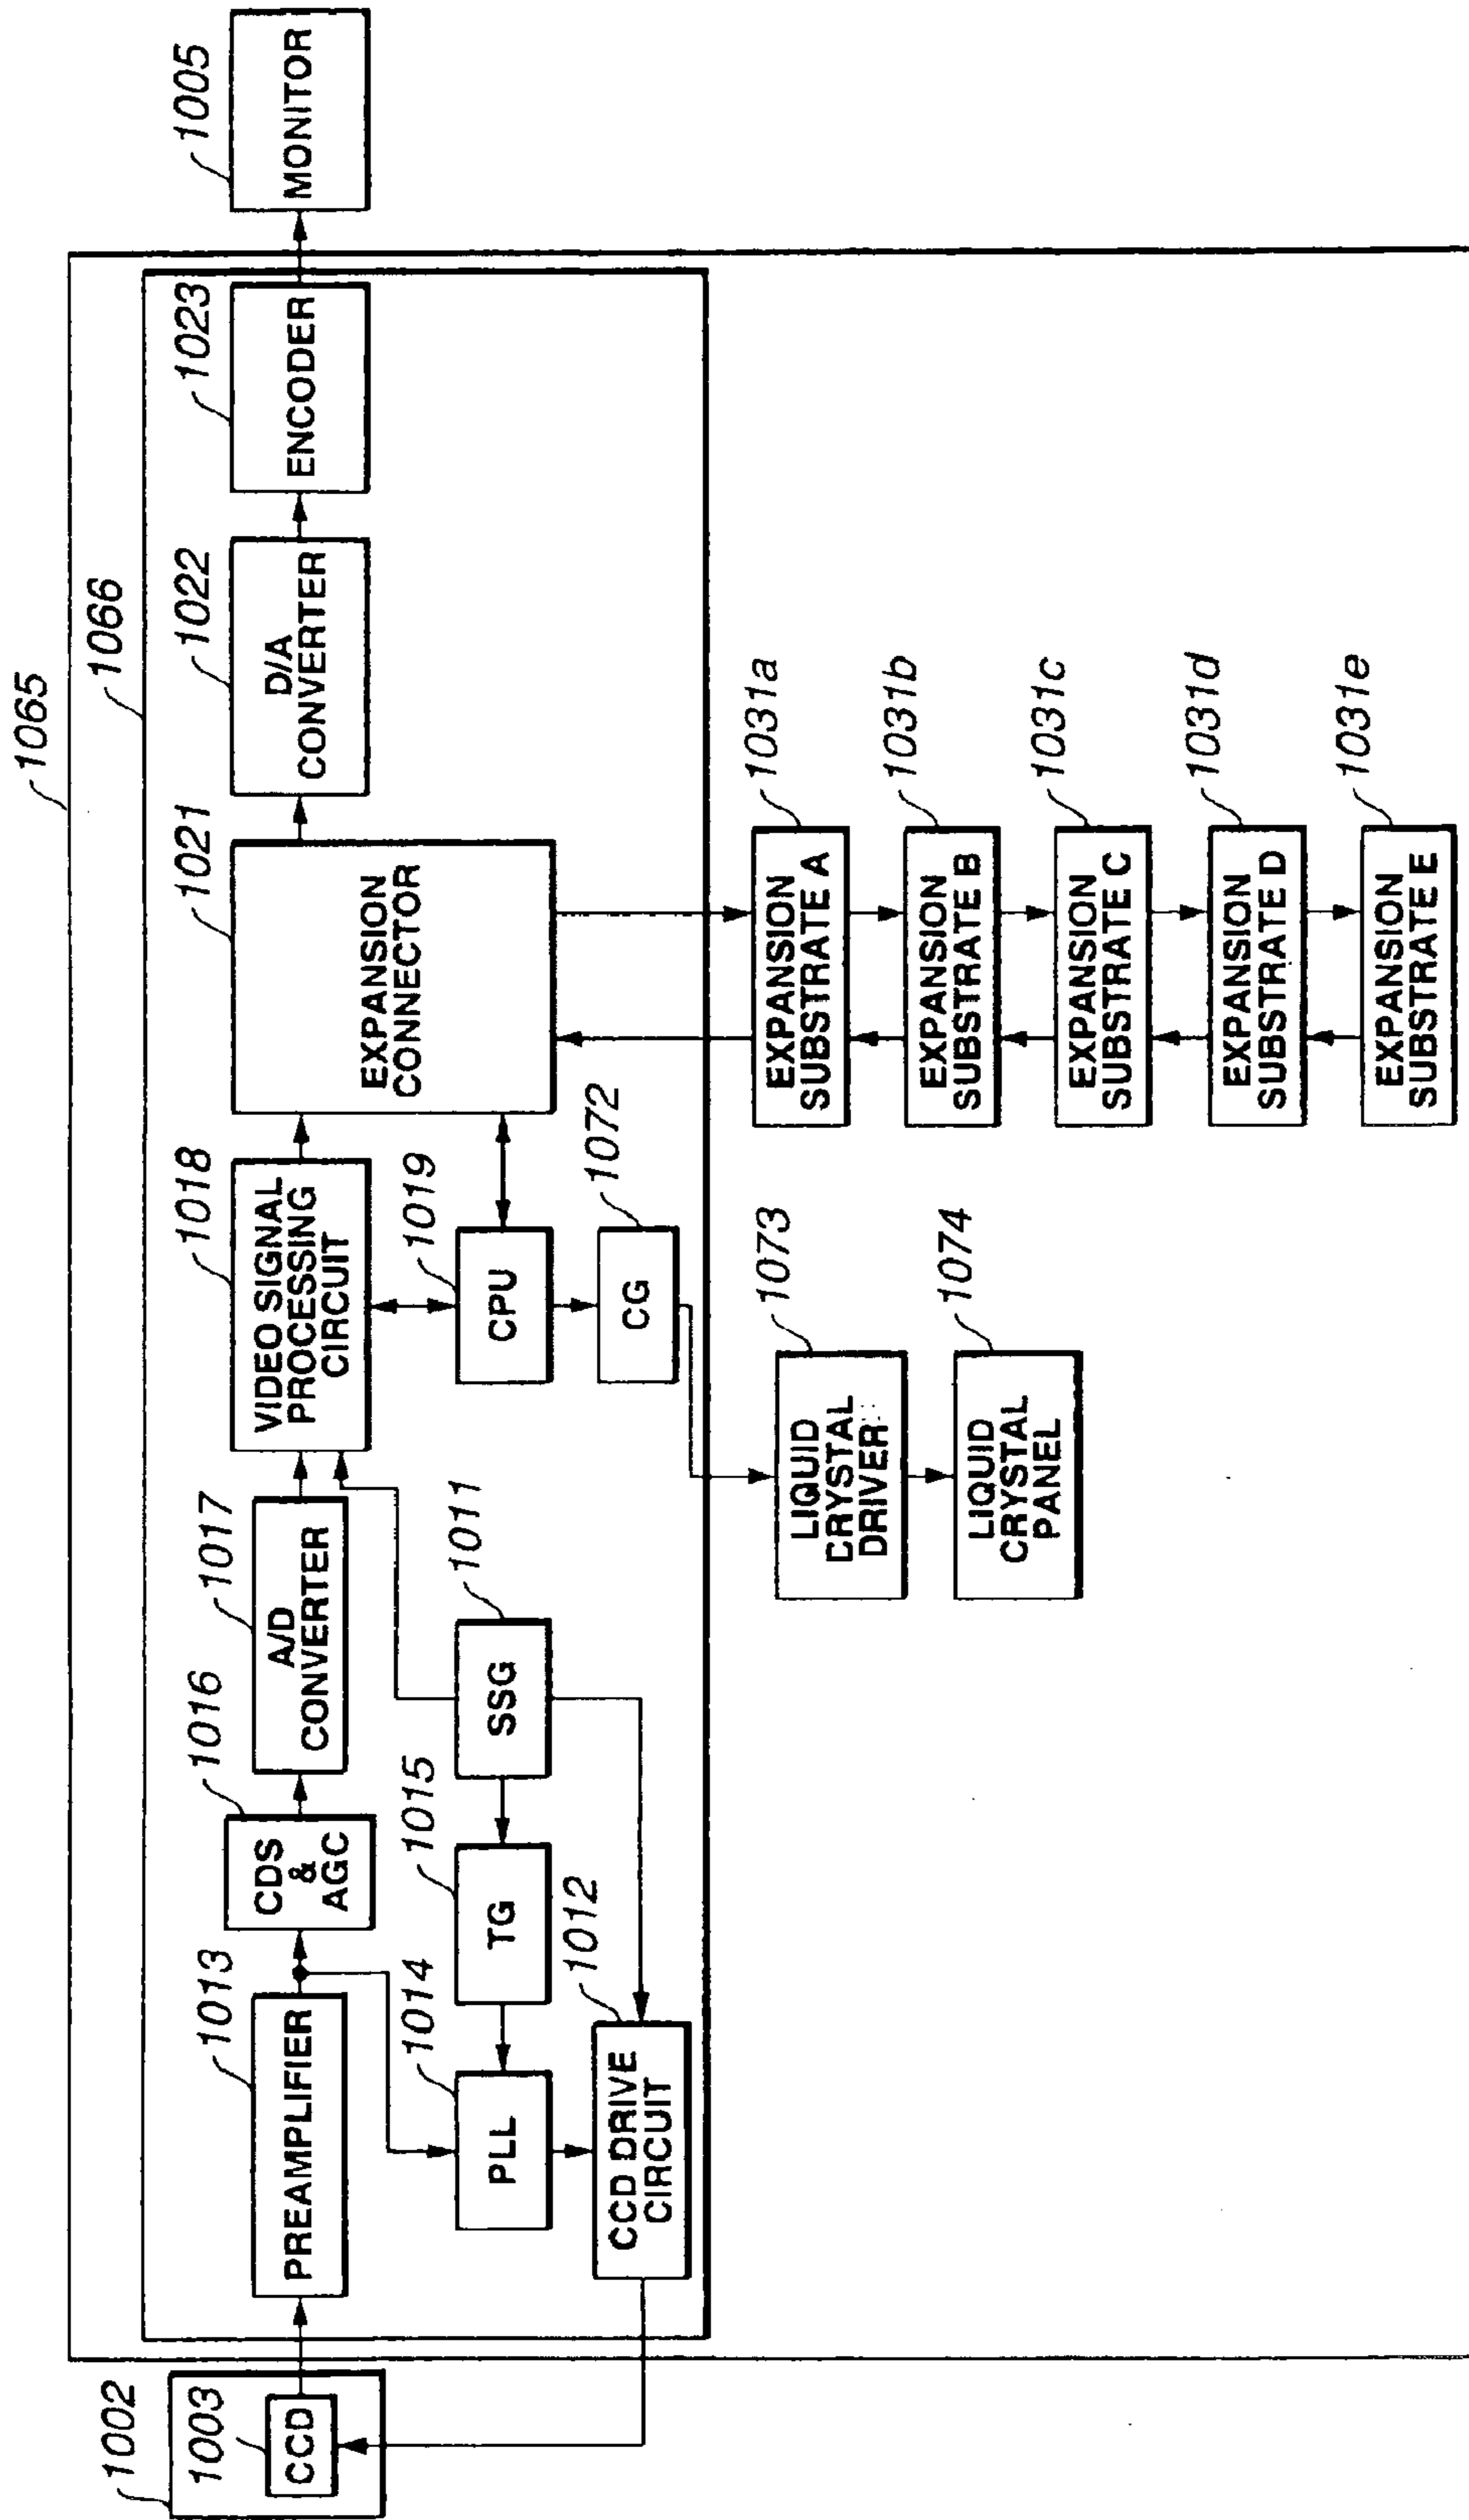 1065
1066
1002
1003
CCD
1013
PREAMPLIFIER
1016
CDS
&
AGC
1017
A/D
CONVERTER
1018
VIDEO SIGNAL
PROCESSING
CIRCUIT
1021
EXPANSION
CONNECTOR
1022
D/A
CONVERTER
1023
ENCODER
1005
MONITOR
1014
PLL
1015
TG
1011
SSG
1019
CPU
1012
CCD DRIVE
CIRCUIT
1072
CG
1073
LIQUID
CRYSTAL
DRIVER
1074
LIQUID
CRYSTAL
PANEL
1031a
EXPANSION
SUBSTRATE A
1031b
EXPANSION
SUBSTRATE B
1031c
EXPANSION
SUBSTRATE C
1031d
EXPANSION
SUBSTRATE D
1031e
EXPANSION
SUBSTRATE E